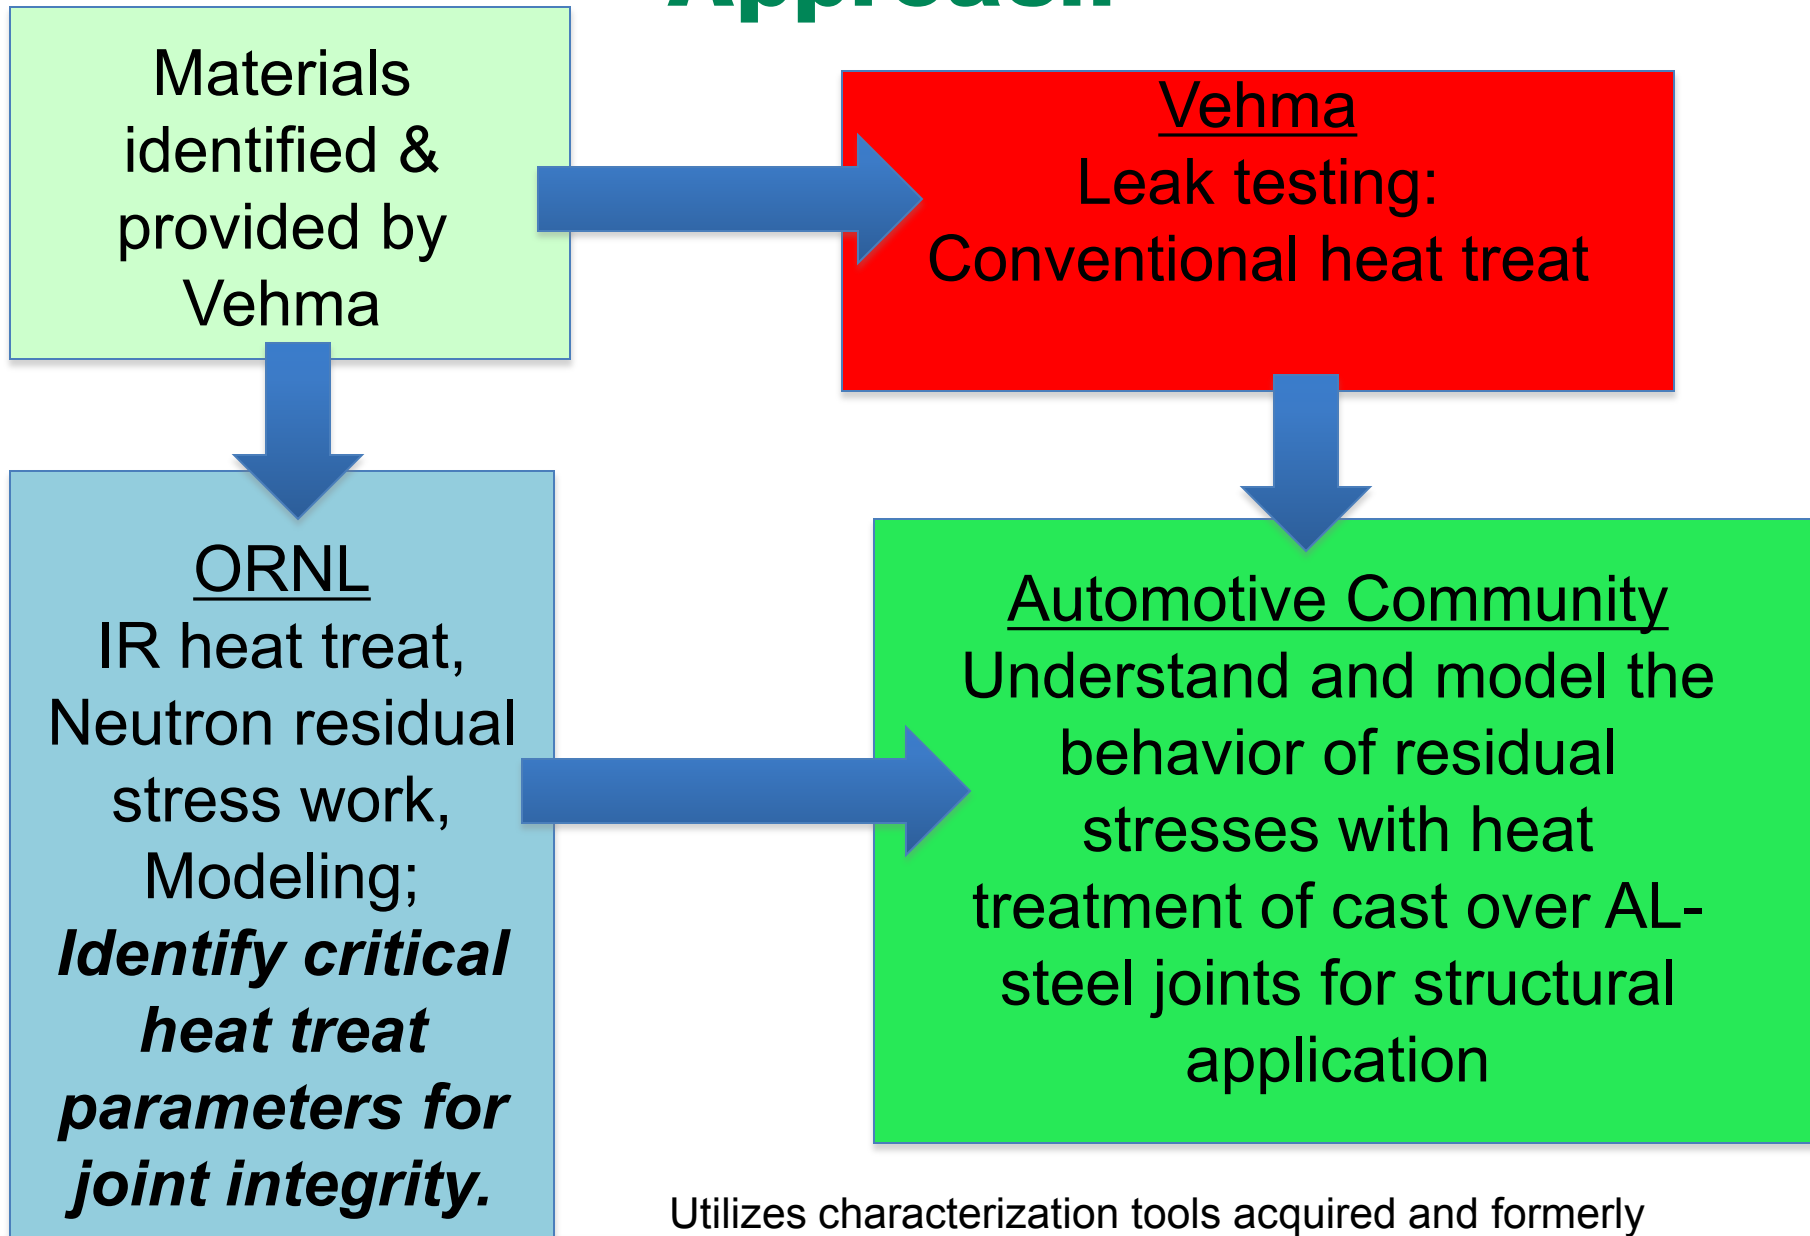 Approach
Materials
identified &
provided by
Vehma
Vehma
Leak testing:
Conventional heat treat
ORNL
IR heat treat,
Neutron residual
stress work,
Modeling;
Identify critical
heat treat
parameters for
joint integrity.
Automotive Community
Understand and model the
behavior of residual
stresses with heat
treatment of cast over AL-
steel joints for structural
application
Utilizes characterization tools acquired and formerly